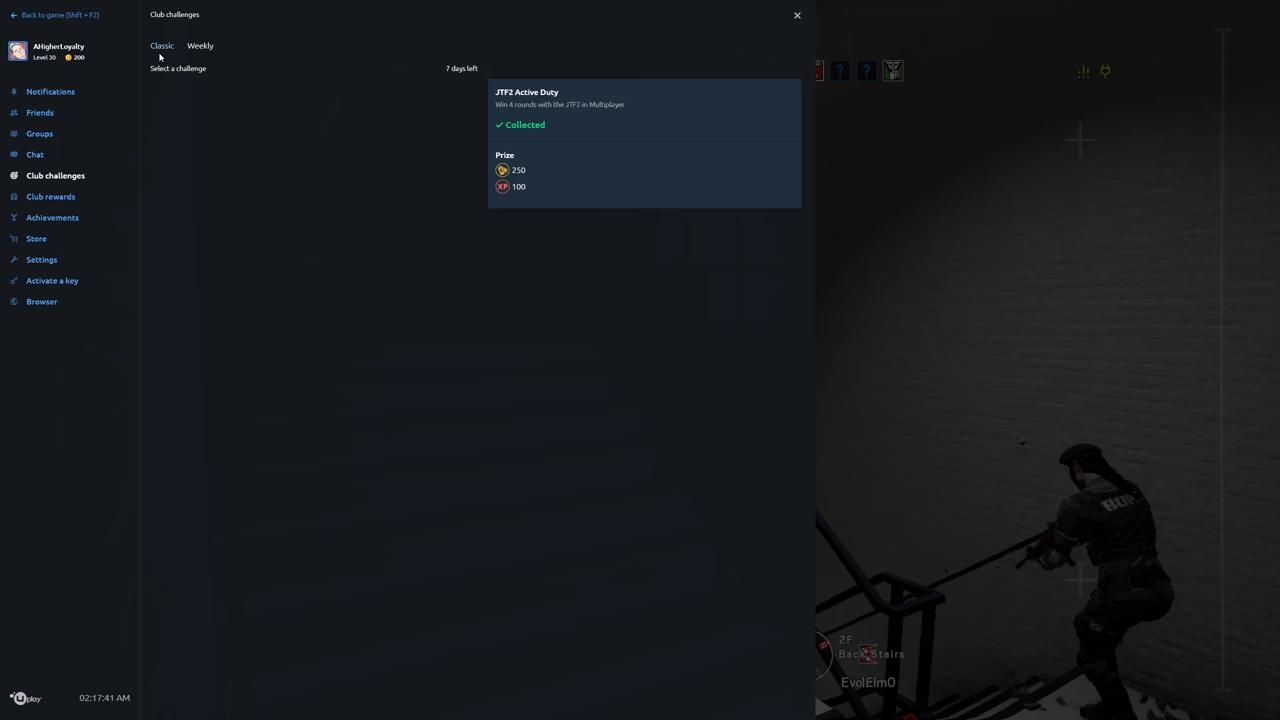 Back to game (Shift + F2)
Club challenges
AHigherLoyalty
Level 30
200
Classic
Weekly
Select a challenge
7 days left
Notifications
Friends
Groups
Chat
Club challenges
Club rewards
Achievements
Store
Settings
Activate a key
Browser
JTF2 Active Duty
Win 4 rounds with the JTF2 in Multiplayer
Collected
Prize
250
XP 100
? ?
BOPE
2F
Back Stairs
EvolElm0
uplay
02:17:41 AM